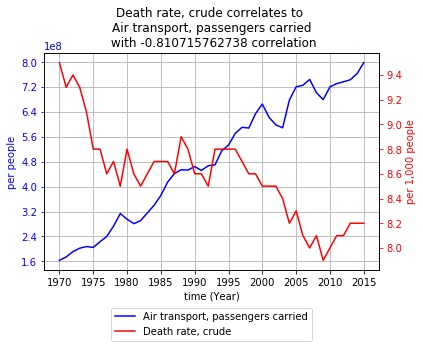 Death rate, crude correlates to
Air transport, passengers carried
with -0.810715762738 correlation
1e8
8.0
7.2
6.4
5.6
4.8
4.0
3.2
2.4
1.6
per people
9.4
9.2
9.0
8.8
8.6
8.4
8.2
8.0
per 1,000 people
1970 1975 1980 1985 1990 1995 2000 2005 2010 2015
time (Year)
Air transport, passengers carried
Death rate, crude